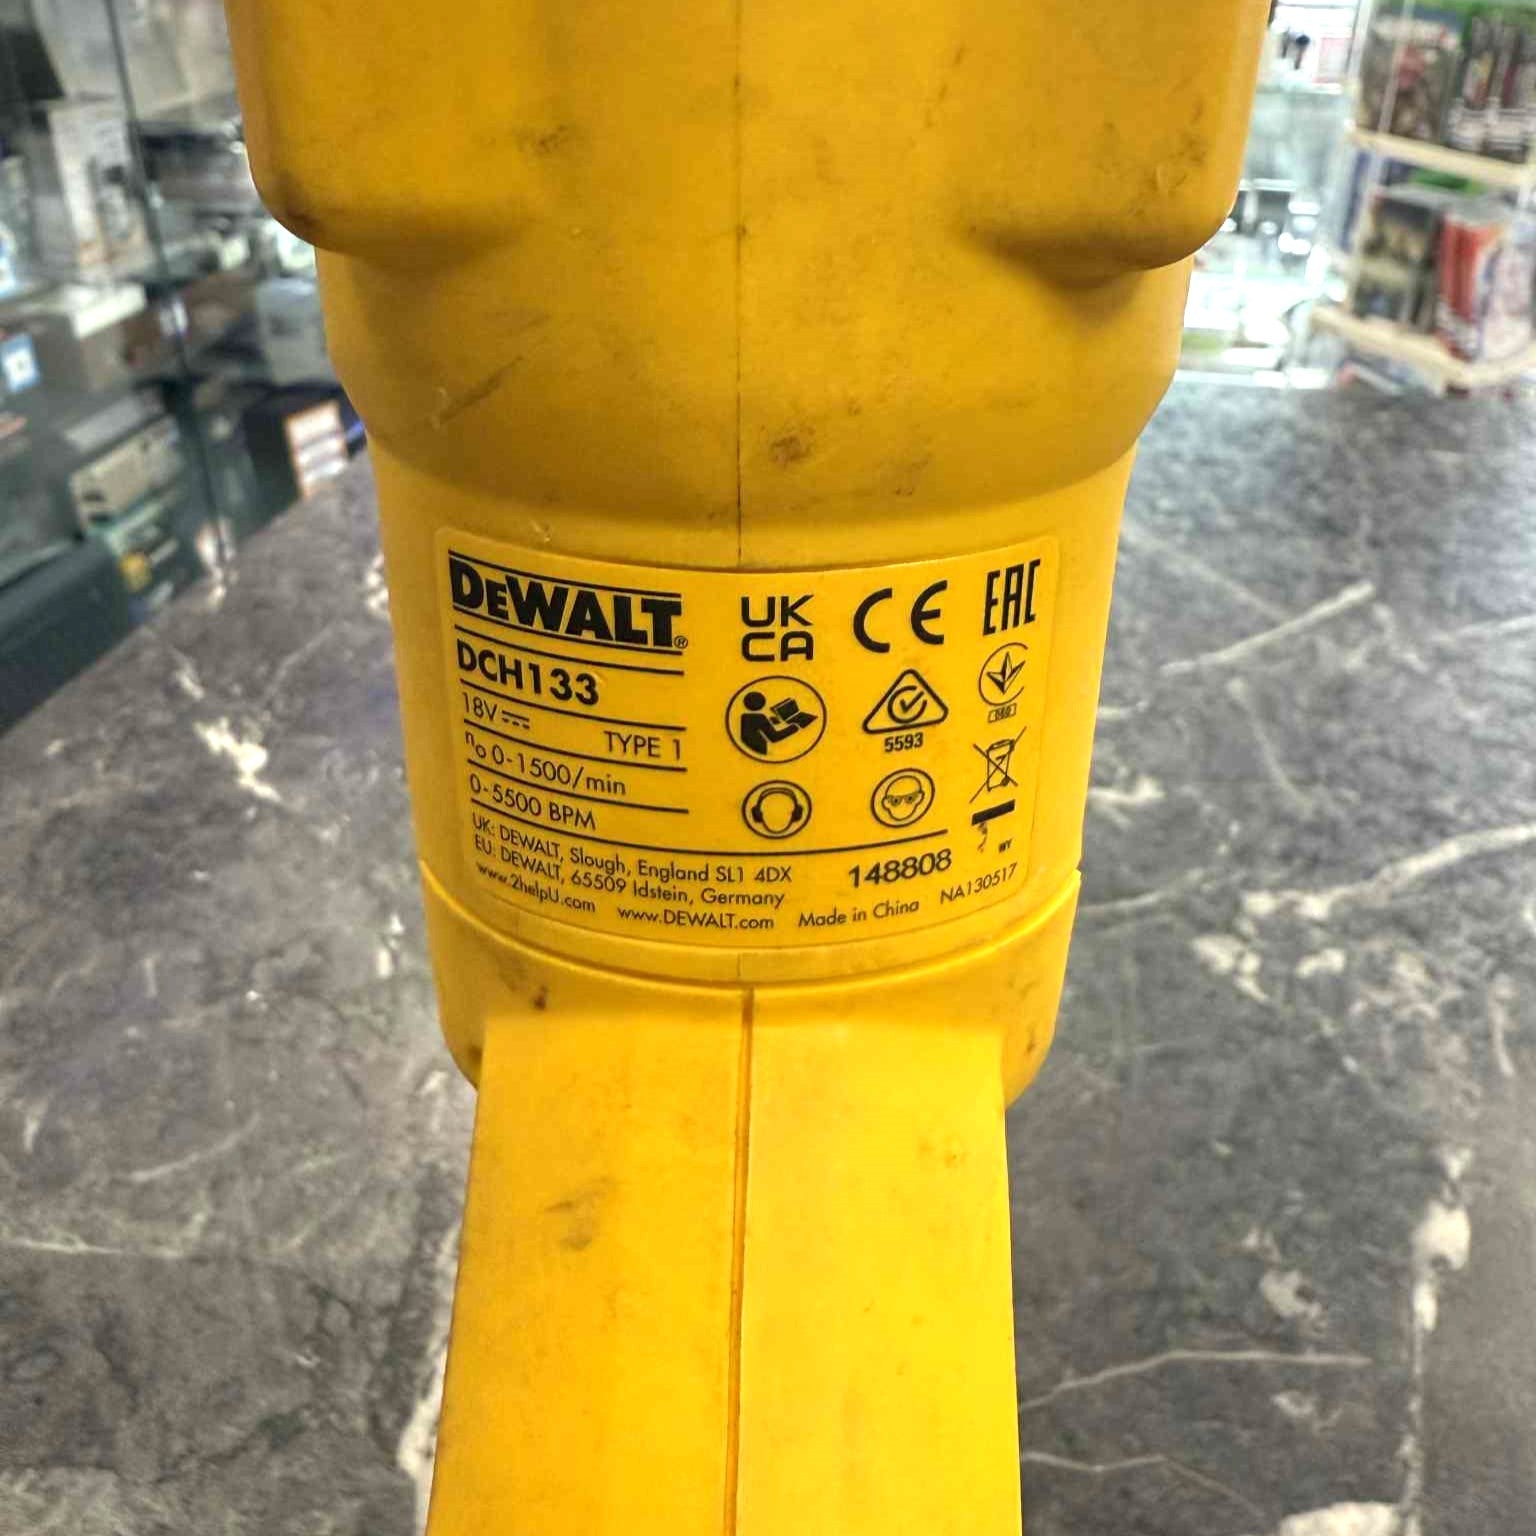 DEWALT®
DCH133
18V
TYPE 1
n₀ 0-1500/min
0-5500 BPM
UK: DEWALT, Slough, England SL1 4DX
EU: DEWALT, 65509 Idstein, Germany
www.2helpU.com www.DEWALT.com Made in China
UK
CA
CE
EAC
5593
148808
NA130517